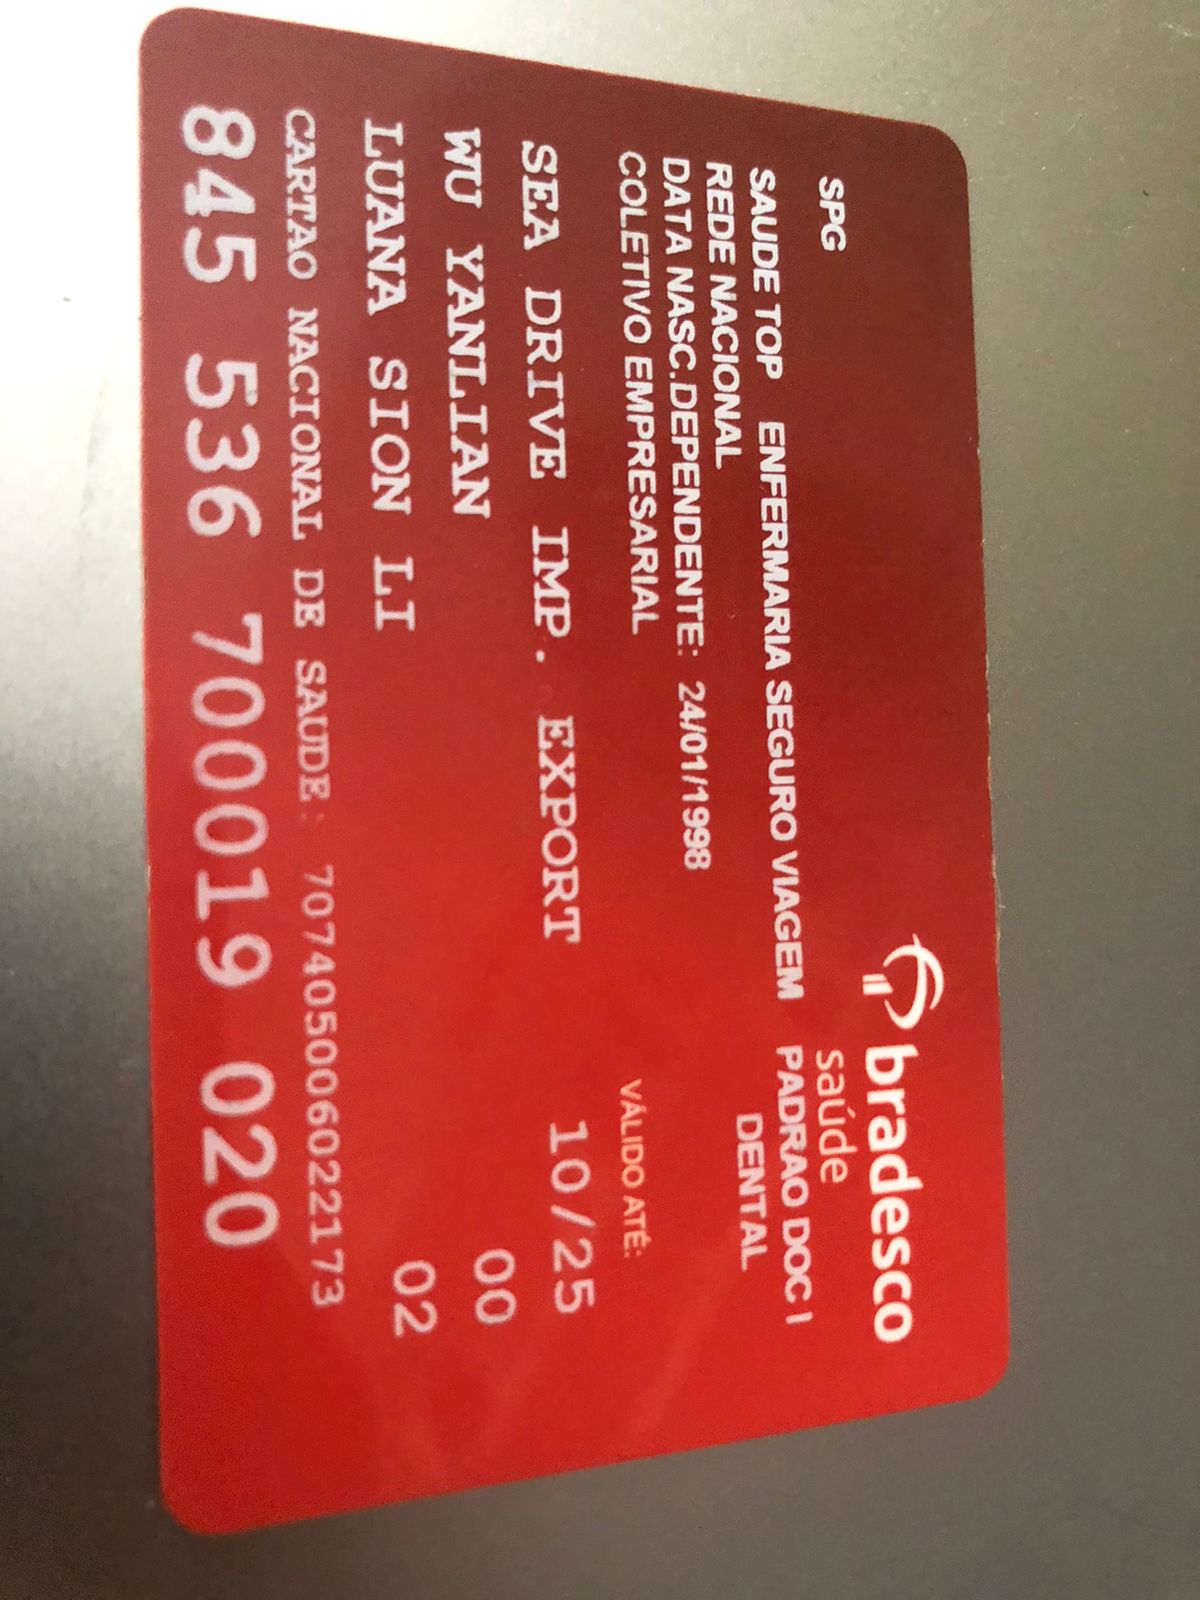 bradesco
saúde
SPG
SAUDE TOP ENFERMARIA SEGURO VIAGEM PADRAO DOC I
REDE NACIONAL DENTAL
DATA NASC.DEPENDENTE: 24/01/1998
COLETIVO EMPRESARIAL
VÁLIDO ATÉ:
SEA DRIVE IMP. EXPORT 10/25
WU YANLIAN 00
LUANA SION LI 02
CARTAO NACIONAL DE SAUDE: 707405006022173
845 536 700019 020